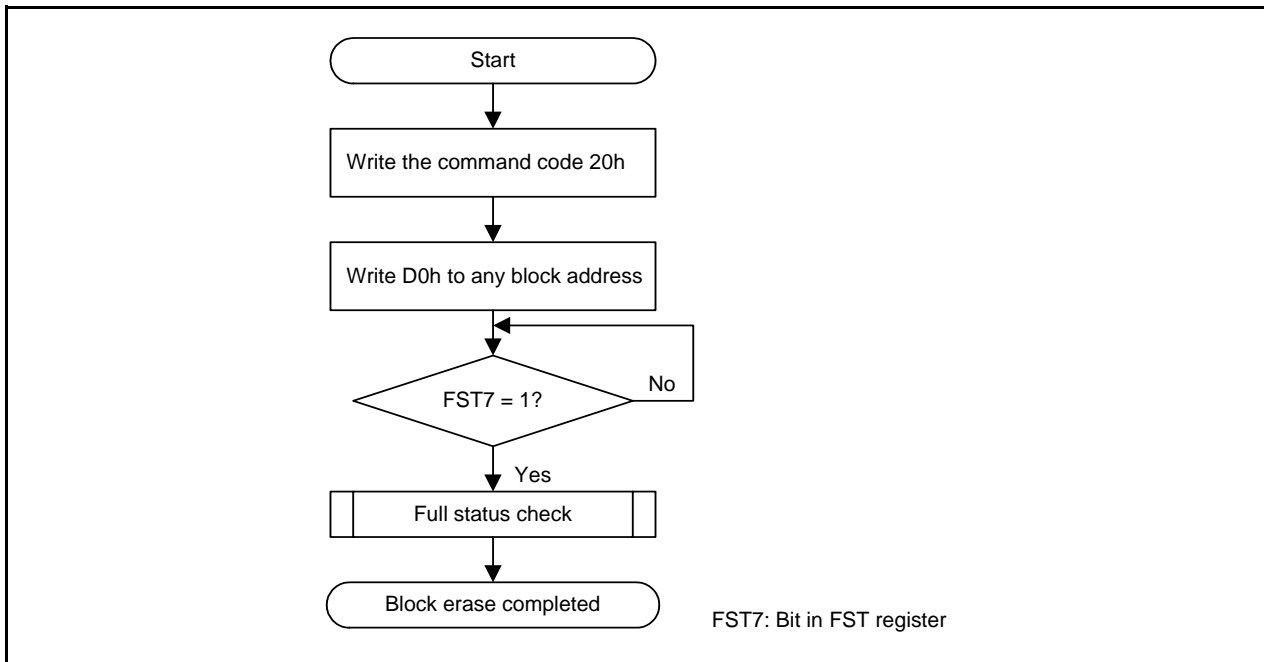 Start
Write the command code 20h
Write D0h to any block address
No
FST7 = 1?
Yes
Full status check
Block erase completed
FST7: Bit in FST register